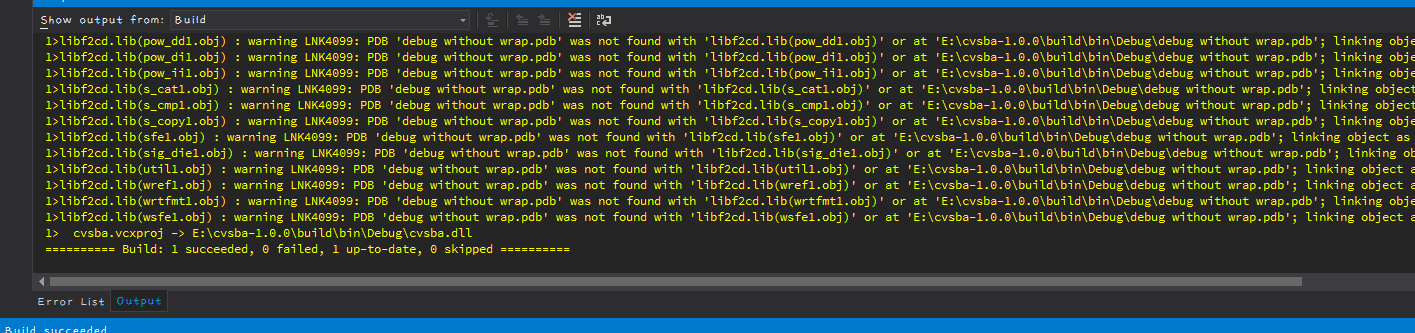 Show output from: Build
1>libf2cd.lib(pow_dd1.obj) : warning LNK4099: PDB 'debug without wrap.pdb' was not found with 'libf2cd.lib(pow_dd1.obj)' or at 'E:\cvsba-1.0.0\build\bin\Debug\debug without wrap.pdb'; linking obje
1>libf2cd.lib(pow_di1.obj) : warning LNK4099: PDB 'debug without wrap.pdb' was not found with 'libf2cd.lib(pow_di1.obj)' or at 'E:\cvsba-1.0.0\build\bin\Debug\debug without wrap.pdb'; linking obje
1>libf2cd.lib(pow_ii1.obj) : warning LNK4099: PDB 'debug without wrap.pdb' was not found with 'libf2cd.lib(pow_ii1.obj)' or at 'E:\cvsba-1.0.0\build\bin\Debug\debug without wrap.pdb'; linking obje
1>libf2cd.lib(s_cat1.obj) : warning LNK4099: PDB 'debug without wrap.pdb' was not found with 'libf2cd.lib(s_cat1.obj)' or at 'E:\cvsba-1.0.0\build\bin\Debug\debug without wrap.pdb'; linking object
1>libf2cd.lib(s_cmp1.obj) : warning LNK4099: PDB 'debug without wrap.pdb' was not found with 'libf2cd.lib(s_cmp1.obj)' or at 'E:\cvsba-1.0.0\build\bin\Debug\debug without wrap.pdb'; linking object
1>libf2cd.lib(s_copy1.obj) : warning LNK4099: PDB 'debug without wrap.pdb' was not found with 'libf2cd.lib(s_copy1.obj)' or at 'E:\cvsba-1.0.0\build\bin\Debug\debug without wrap.pdb'; linking obje
1>libf2cd.lib(sfe1.obj) : warning LNK4099: PDB 'debug without wrap.pdb' was not found with 'libf2cd.lib(sfe1.obj)' or at 'E:\cvsba-1.0.0\build\bin\Debug\debug without wrap.pdb'; linking object as
1>libf2cd.lib(sig_die1.obj) : warning LNK4099: PDB 'debug without wrap.pdb' was not found with 'libf2cd.lib(sig_die1.obj)' or at 'E:\cvsba-1.0.0\build\bin\Debug\debug without wrap.pdb'; linking ob
1>libf2cd.lib(util1.obj) : warning LNK4099: PDB 'debug without wrap.pdb' was not found with 'libf2cd.lib(util1.obj)' or at 'E:\cvsba-1.0.0\build\bin\Debug\debug without wrap.pdb'; linking object a
1>libf2cd.lib(wref1.obj) : warning LNK4099: PDB 'debug without wrap.pdb' was not found with 'libf2cd.lib(wref1.obj)' or at 'E:\cvsba-1.0.0\build\bin\Debug\debug without wrap.pdb'; linking object a
1>libf2cd.lib(wrtfmt1.obj) : warning LNK4099: PDB 'debug without wrap.pdb' was not found with 'libf2cd.lib(wrtfmt1.obj)' or at 'E:\cvsba-1.0.0\build\bin\Debug\debug without wrap.pdb'; linking obje
1>libf2cd.lib(wsfe1.obj) : warning LNK4099: PDB 'debug without wrap.pdb' was not found with 'libf2cd.lib(wsfe1.obj)' or at 'E:\cvsba-1.0.0\build\bin\Debug\debug without wrap.pdb'; linking object a
1>  cvsba.vcxproj -> E:\cvsba-1.0.0\build\bin\Debug\cvsba.dll
========== Build: 1 succeeded, 0 failed, 1 up-to-date, 0 skipped ==========
Error List Output
Build succeeded